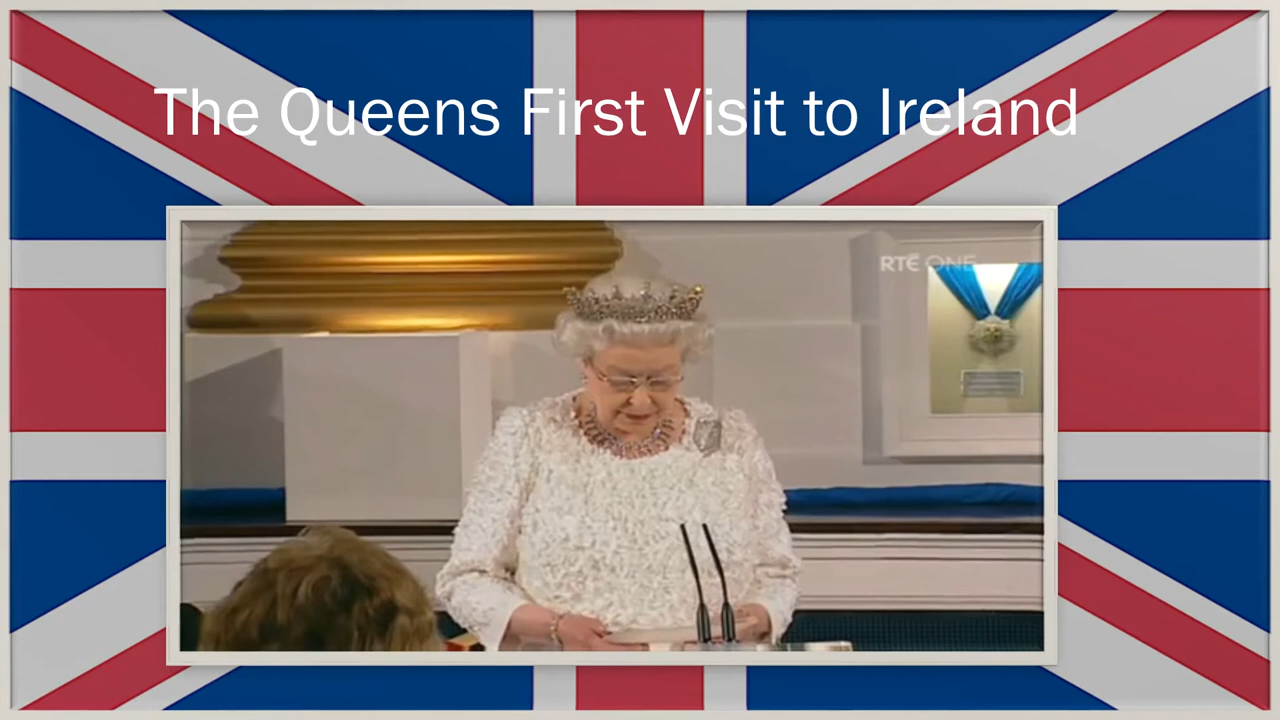 The Queens First Visit to Ireland
RTÉ ONE